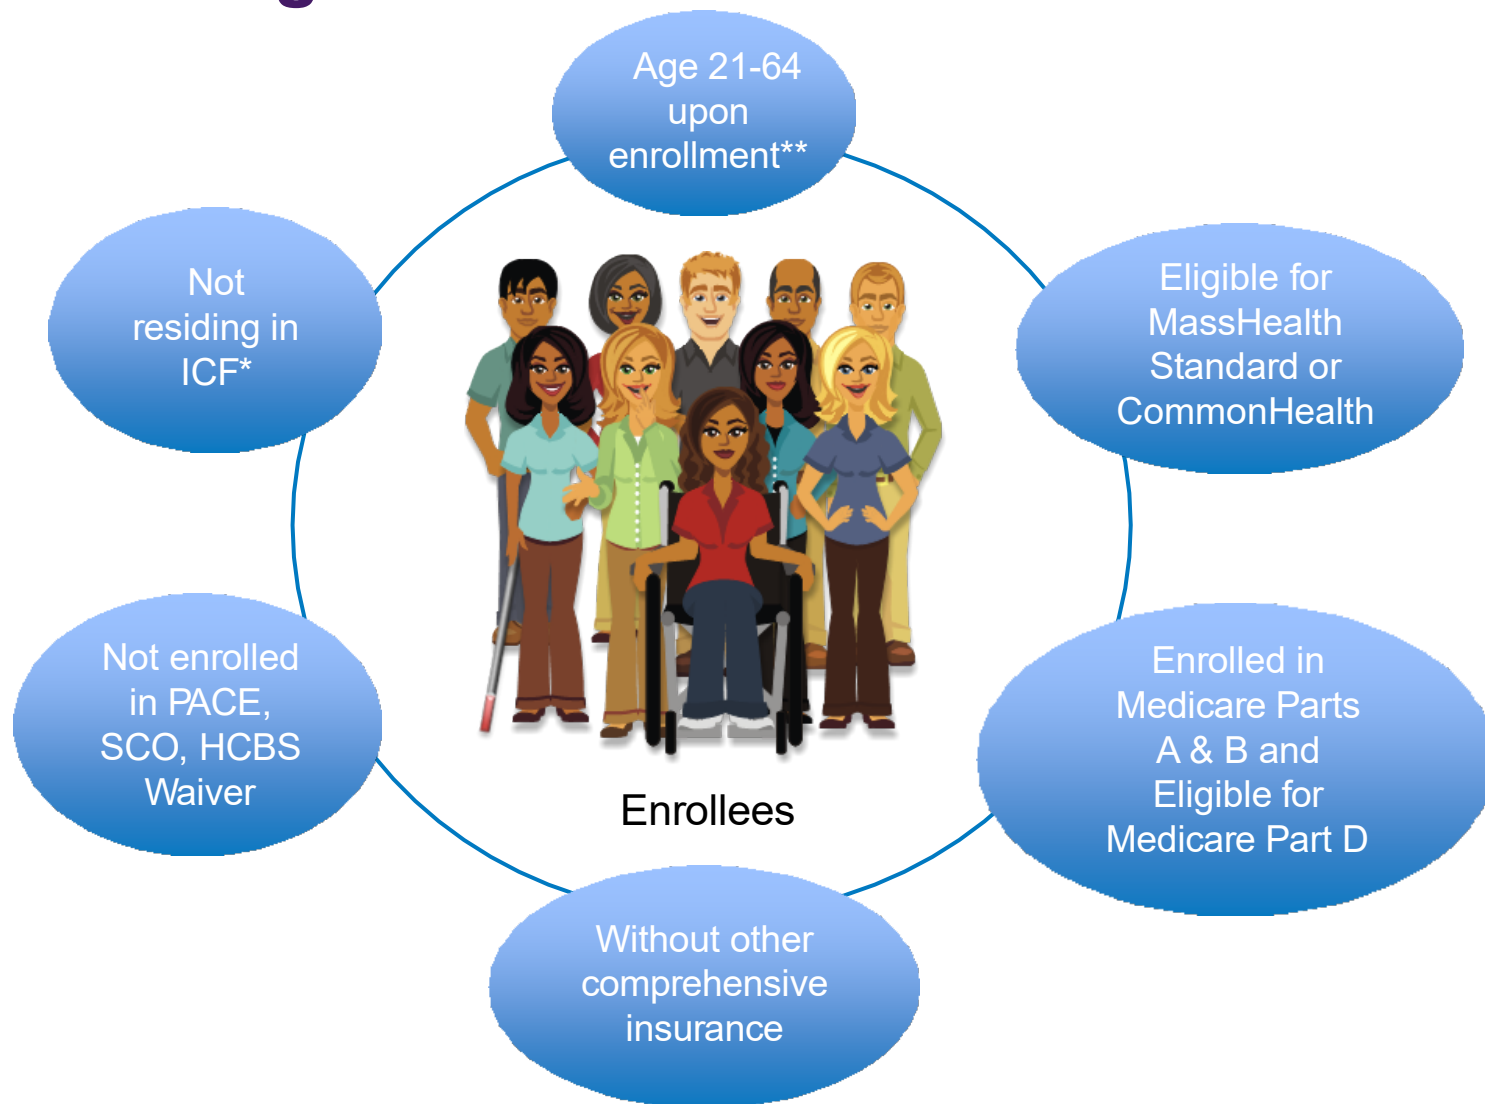 Age 21-64
upon
enrollment**
Eligible for
MassHealth
Standard or
CommonHealth
Enrolled in
Medicare Parts
A & B and
Eligible for
Medicare Part D
Without other
comprehensive
insurance
Not enrolled
in PACE,
SCO, HCBS
Waiver
Not
residing in
ICF*
Enrollees